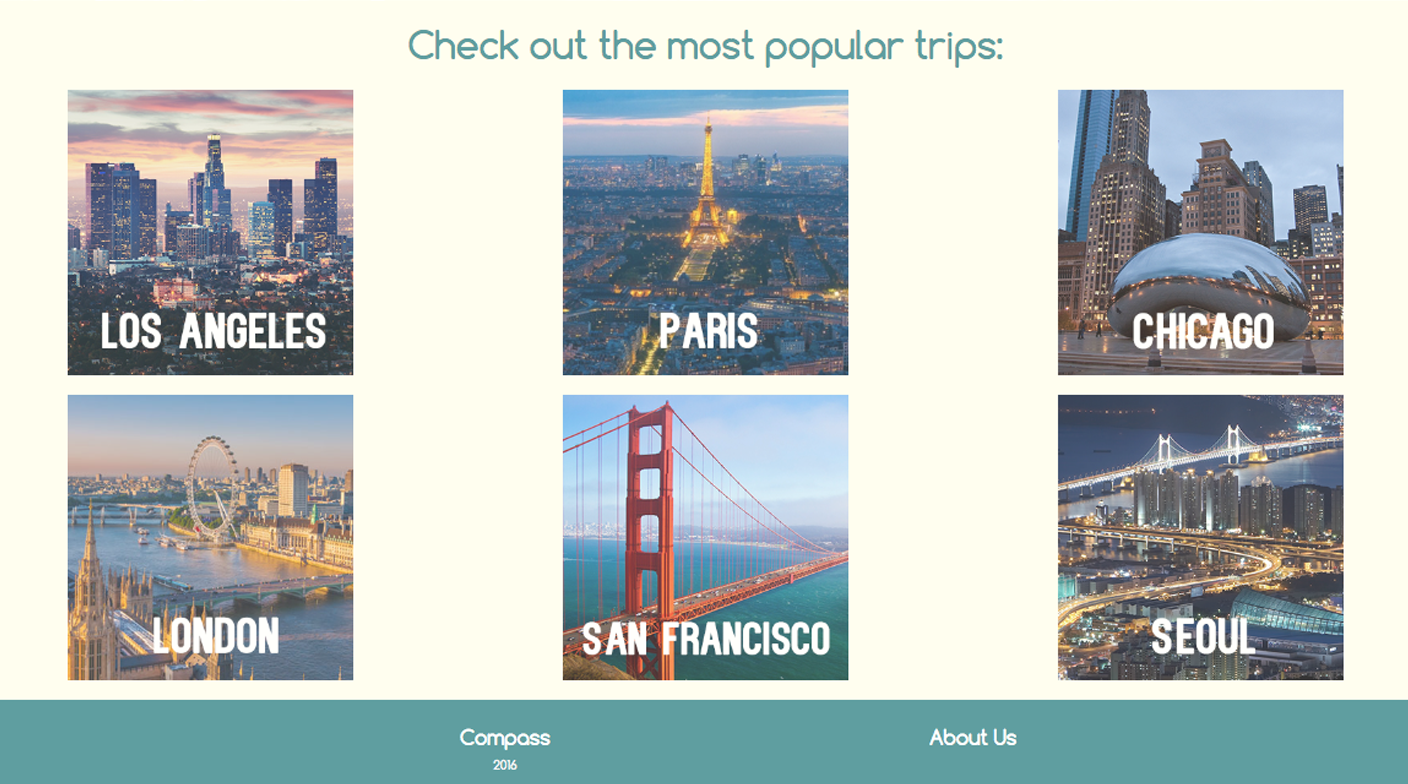 Check out the most popular trips:
LOS ANGELES
PARIS
CHICAGO
LONDON
SAN FRANCISCO
SEOUL
Compass
About Us
2016